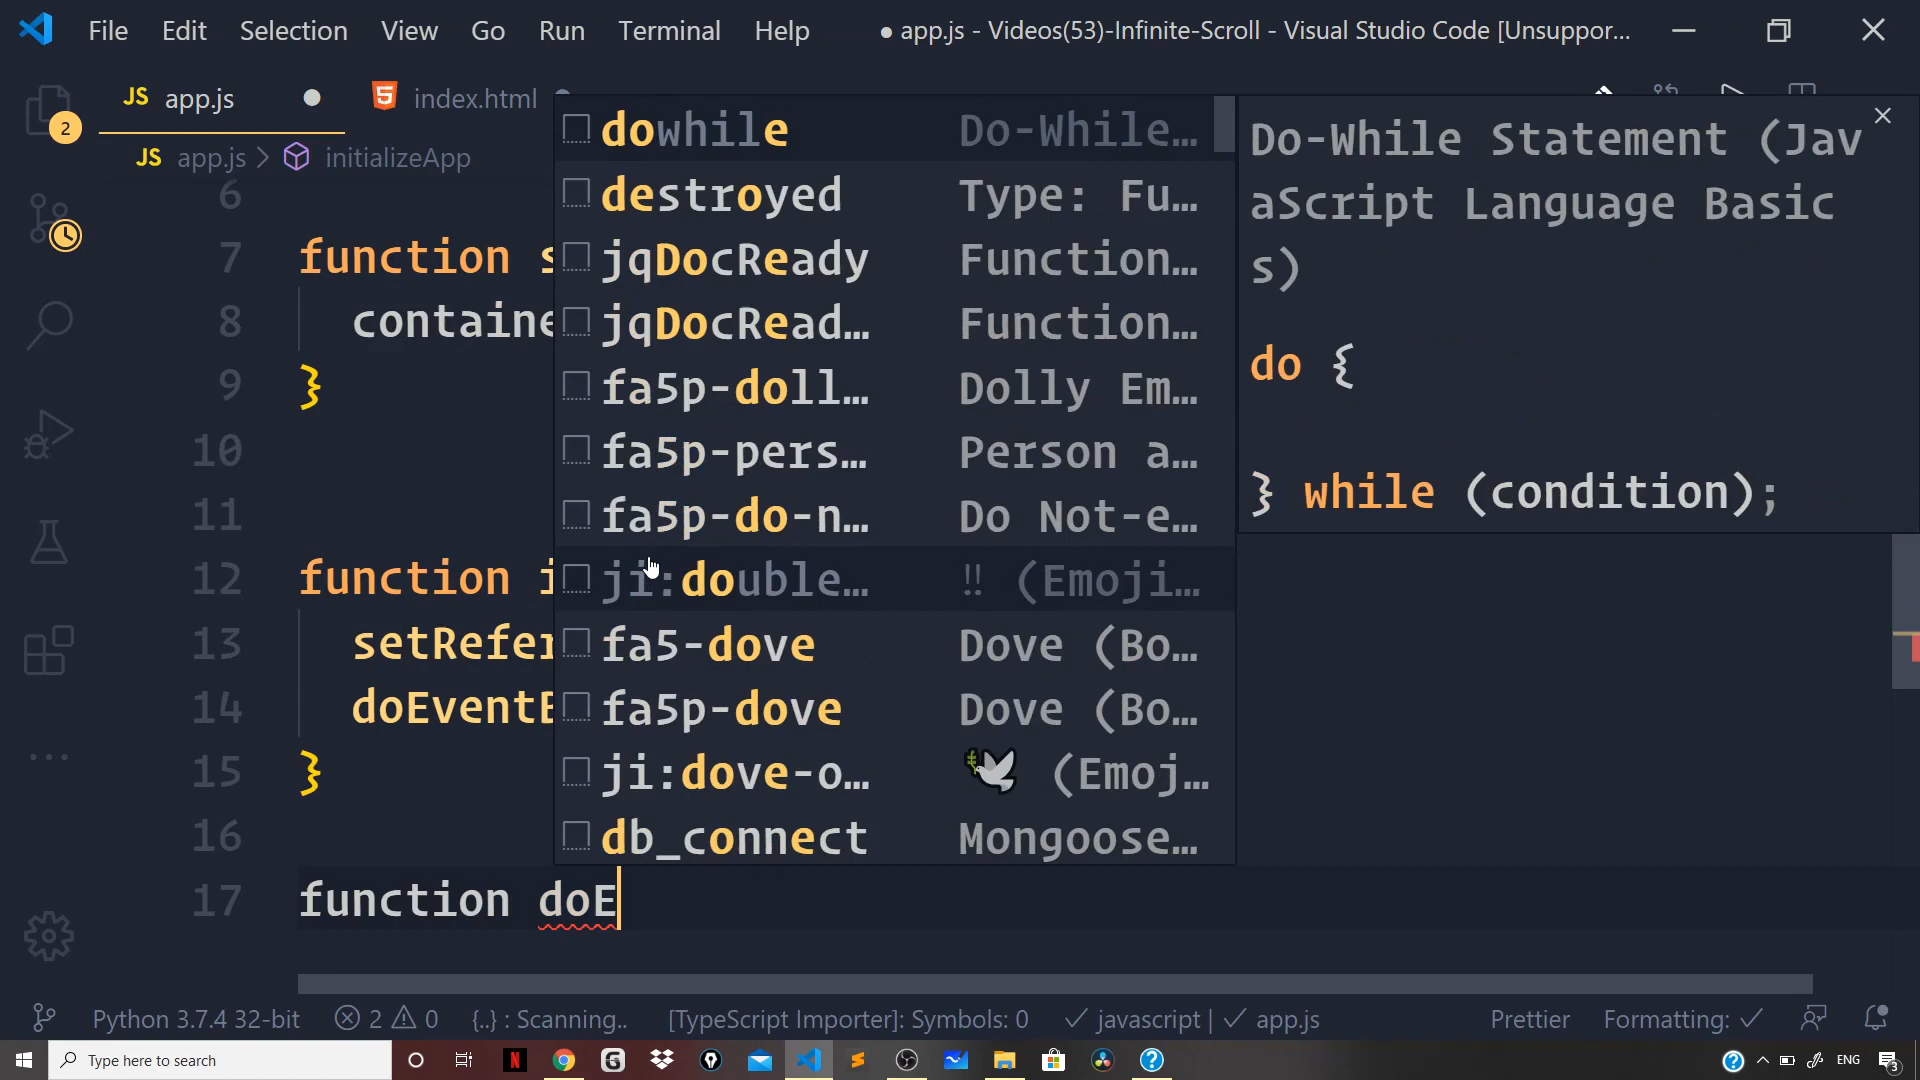 File Edit Selection View Go Run Terminal Help ● app.js - Videos(53)-Infinite-Scroll - Visual Studio Code [Unsuppor...
JS app.js ● index.html
JS app.js > initializeApp
2
6
7 function s
8 containe
9 }
10
11
12 function i
13 setRefer
14 doEventB
15 }
16
17 function doE
dowhile Do-While...
destroyed Type: Fu...
jqDocReady Function...
jqDocRead... Function...
fa5p-doll... Dolly Em...
fa5p-pers... Person a...
fa5p-do-n... Do Not-e...
ji:double... ‼ (Emoji...
fa5-dove Dove (Bo...
fa5p-dove Dove (Bo...
ji:dove-o... 🕊 (Emoj...
db_connect Mongoose...
Do-While Statement (Jav
aScript Language Basic
s)
do {
} while (condition);
Python 3.7.4 32-bit 2 0 {..} : Scanning.. [TypeScript Importer]: Symbols: 0 ✓ javascript | ✓ app.js Prettier Formatting: ✓
Type here to search ENG 3